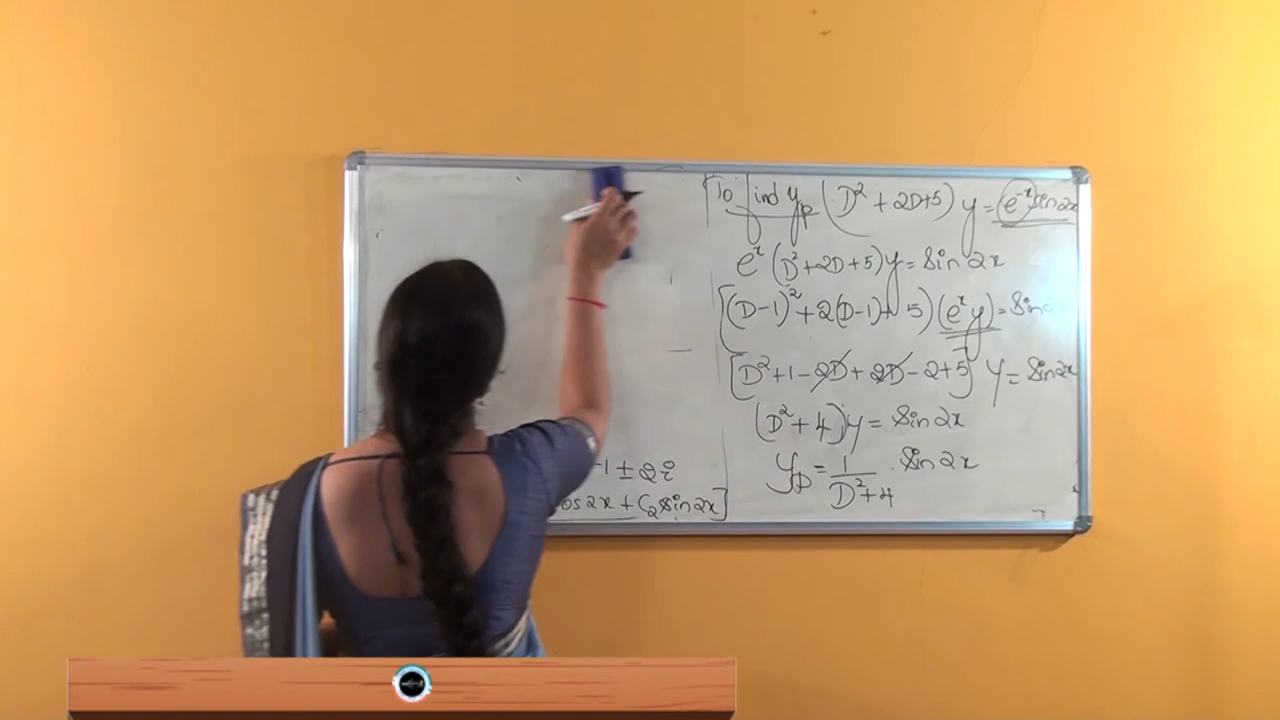 To find yp (D² + 2D+5) y = e⁻ˣ sin2x
eˣ (D² + 2D + 5) y = Sin 2x
[(D-1)² + 2(D-1) + 5) (eˣy) = Sin2
[D² + 1 - 2D + 2D - 2 + 5] Y = Sin2x
(D² + 4) y = Sin 2x
yp = 1/(D²+4) . Sin 2x
-1 ± 2i
os 2x + C₂ Sin 2x]